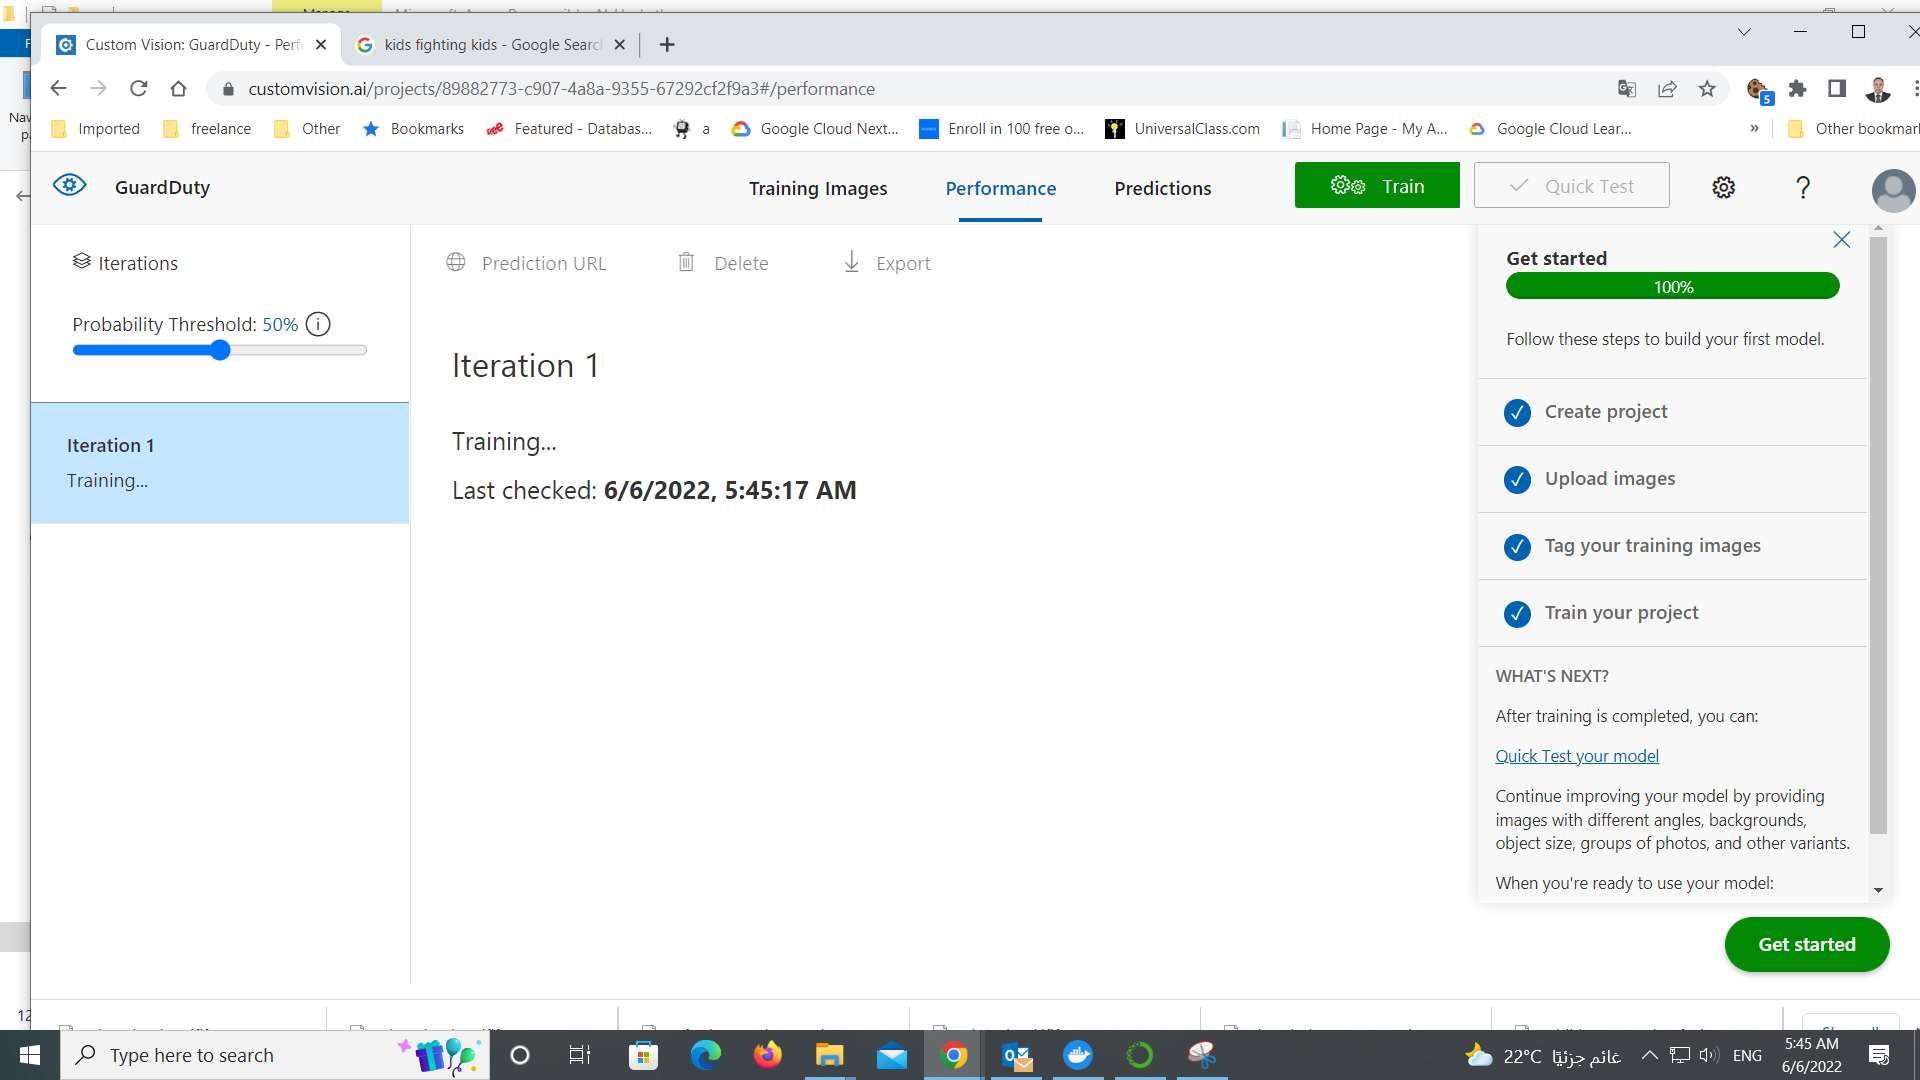 Custom Vision: GuardDuty - Perf
kids fighting kids - Google Search
customvision.ai/projects/89882773-c907-4a8a-9355-67292cf2f9a3#/performance
5
Imported
freelance
Other
Bookmarks
Featured - Databas...
a
Google Cloud Next...
Enroll in 100 free o...
UniversalClass.com
Home Page - My A...
Google Cloud Lear...
»
Other bookmark
GuardDuty
Training Images
Performance
Predictions
Train
Quick Test
?
Iterations
Probability Threshold: 50%
Iteration 1
Training...
Prediction URL
Delete
Export
Iteration 1
Training...
Last checked: 6/6/2022, 5:45:17 AM
Get started
100%
Follow these steps to build your first model.
Create project
Upload images
Tag your training images
Train your project
WHAT'S NEXT?
After training is completed, you can:
Quick Test your model
Continue improving your model by providing
images with different angles, backgrounds,
object size, groups of photos, and other variants.
When you're ready to use your model:
Get started
Type here to search
22°C غائم جزئيًا
ENG
5:45 AM
6/6/2022